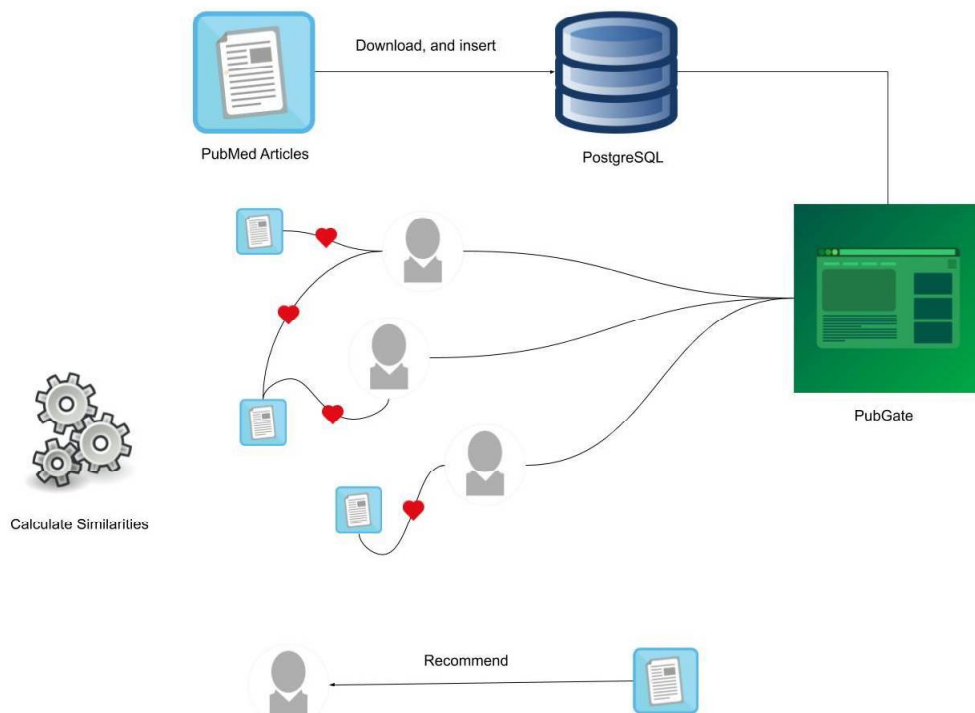 Download, and insert
PubMed Articles
PostgreSQL
PubGate
Calculate Similarities
Recommend